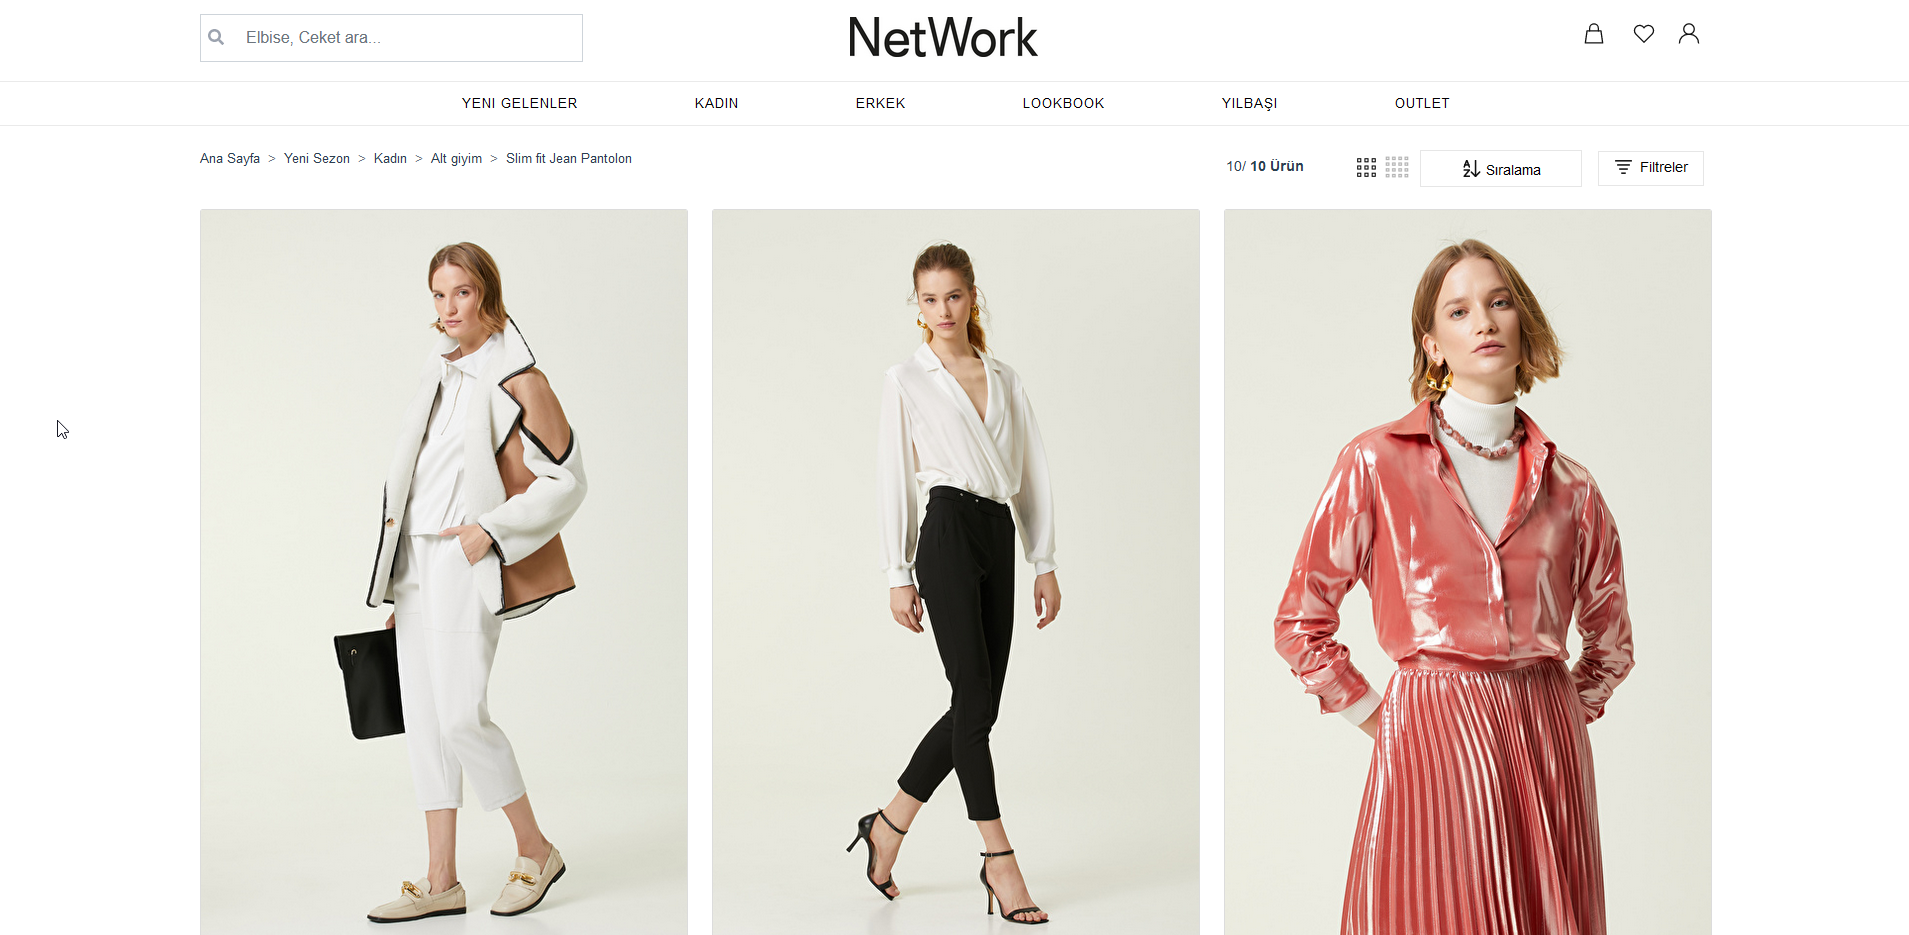 Elbise, Ceket ara...
NetWork
YENI GELENLER
KADIN
ERKEK
LOOKBOOK
YILBAŞI
OUTLET
Ana Sayfa > Yeni Sezon > Kadın > Alt giyim > Slim fit Jean Pantolon
10/ 10 Ürün
Sıralama
Filtreler